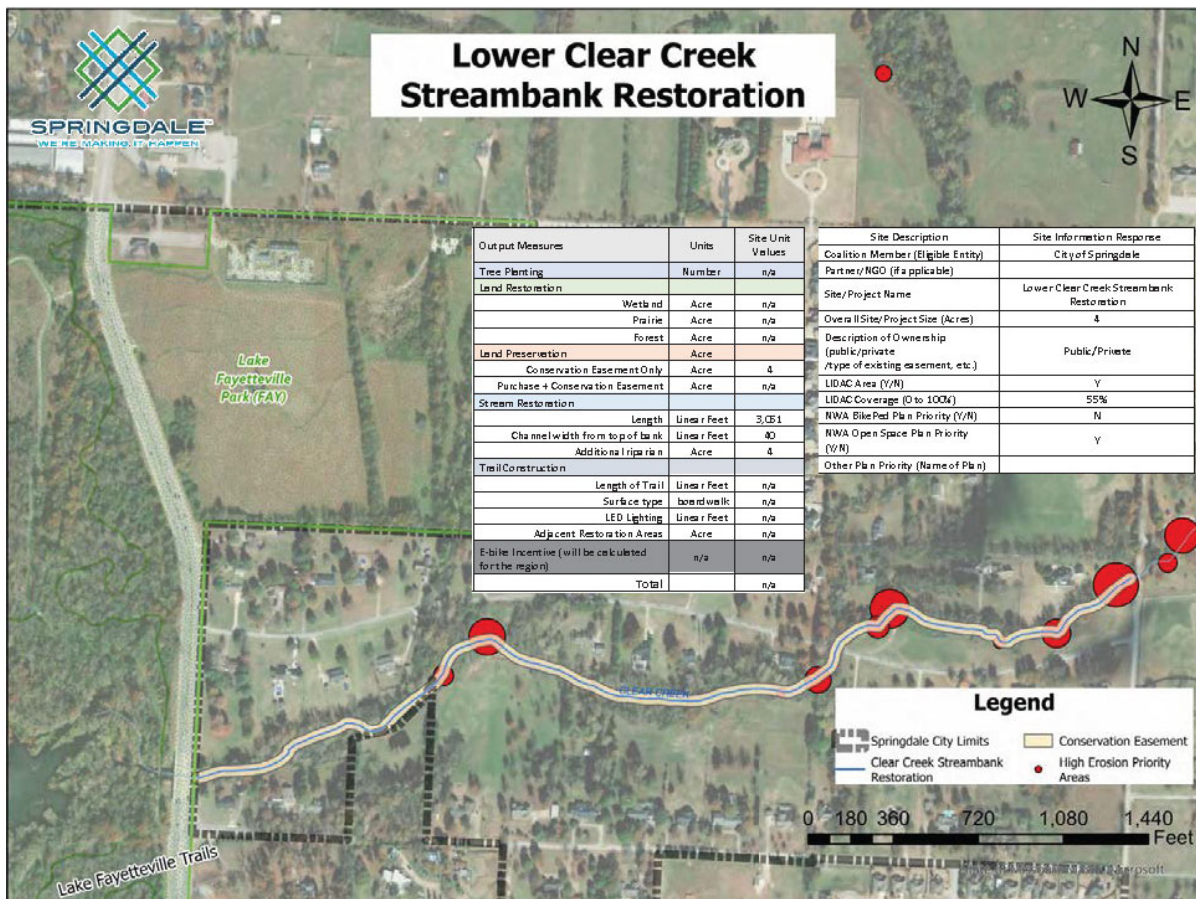 SPRINGDALE™
WE'RE MAKING IT HAPPEN
Lower Clear Creek
Streambank Restoration
N
W E
S
Output Measures Units Site Unit
Values
Tree Planting Number n/a
Land Restoration
Wetland Acre n/a
Prairie Acre n/a
Forest Acre n/a
Land Preservation Acre
Conservation Easement Only Acre 4
Purchase + Conservation Easement Acre n/a
Stream Restoration
Length Linear Feet 3,051
Channel width from top of bank Linear Feet 40
Additional riparian Acre 4
Trail Construction
Length of Trail Linear Feet n/a
Surface type boardwalk n/a
LED Lighting Linear Feet n/a
Adjacent Restoration Areas Acre n/a
E-bike Incentive (will be calculated
for the region) n/a n/a
Total n/a
Site Description Site Information Response
Coalition Member (Eligible Entity) City of Springdale
Partner/NGO (if applicable)
Site/Project Name Lower Clear Creek Streambank
Restoration
Overall Site/Project Size (Acres) 4
Description of Ownership
(public/private
/type of existing easement, etc.) Public/Private
LIDAC Area (Y/N) Y
LIDAC Coverage (0 to 100%) 55%
NWA BikePed Plan Priority (Y/N) N
NWA Open Space Plan Priority
(Y/N) Y
Other Plan Priority (Name of Plan)
Lake
Fayetteville
Park (FAY)
CLEAR CREEK
Lake Fayetteville Trails
Legend
Springdale City Limits
Conservation Easement
Clear Creek Streambank
Restoration
High Erosion Priority
Areas
0 180 360 720 1,080 1,440
Feet